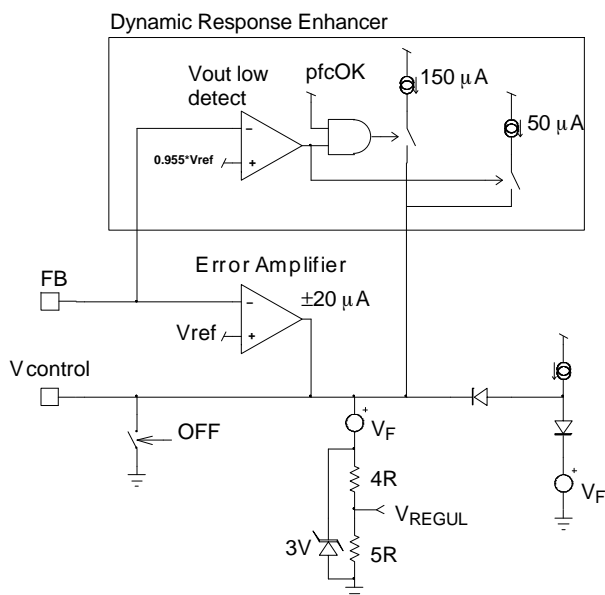 Dynamic Response Enhancer
Vout low
detect
pfcOK
150 µA
50 µA
−
+
0.955*Vref
Error Amplifier
FB
±20 µA
−
+
Vref
Vcontrol
OFF
+
VF
4R
VREGUL
3V
5R
+
VF